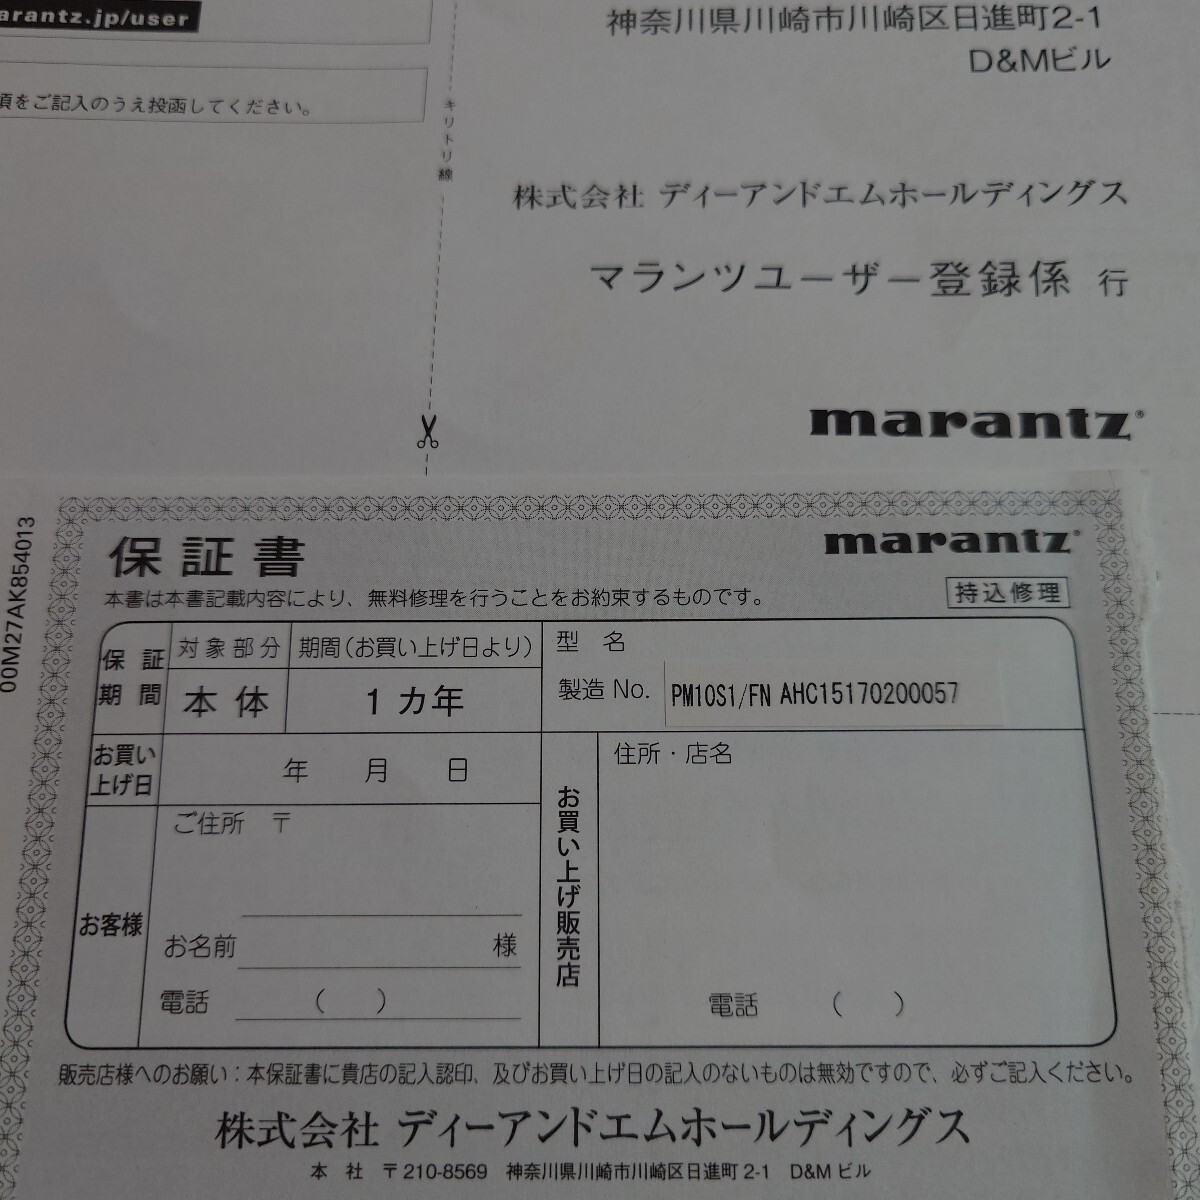 arantz.jp/user
項をご記入のうえ投函してください。
キリトリ線
神奈川県川崎市川崎区日進町2-1
D&Mビル
株式会社 ディーアンドエムホールディングス
マランツユーザー登録係 行
marantz®
00M27AK854013
保証書
marantz®
本書は本書記載内容により、無料修理を行うことをお約束するものです。
持込修理
保証期間
対象部分
期間(お買い上げ日より)
本体
1カ年
型名
製造 No.
PM10S1/FN AHC15170200057
お買い上げ日
年 月 日
お客様
ご住所 〒
お名前 様
電話 ( )
お買い上げ販売店
住所・店名
電話 ( )
販売店様へのお願い:本保証書に貴店の記入認印、及びお買い上げ日の記入のないものは無効ですので、必ずご記入ください。
株式会社 ディーアンドエムホールディングス
本 社 〒210-8569 神奈川県川崎市川崎区日進町 2-1 D&M ビル